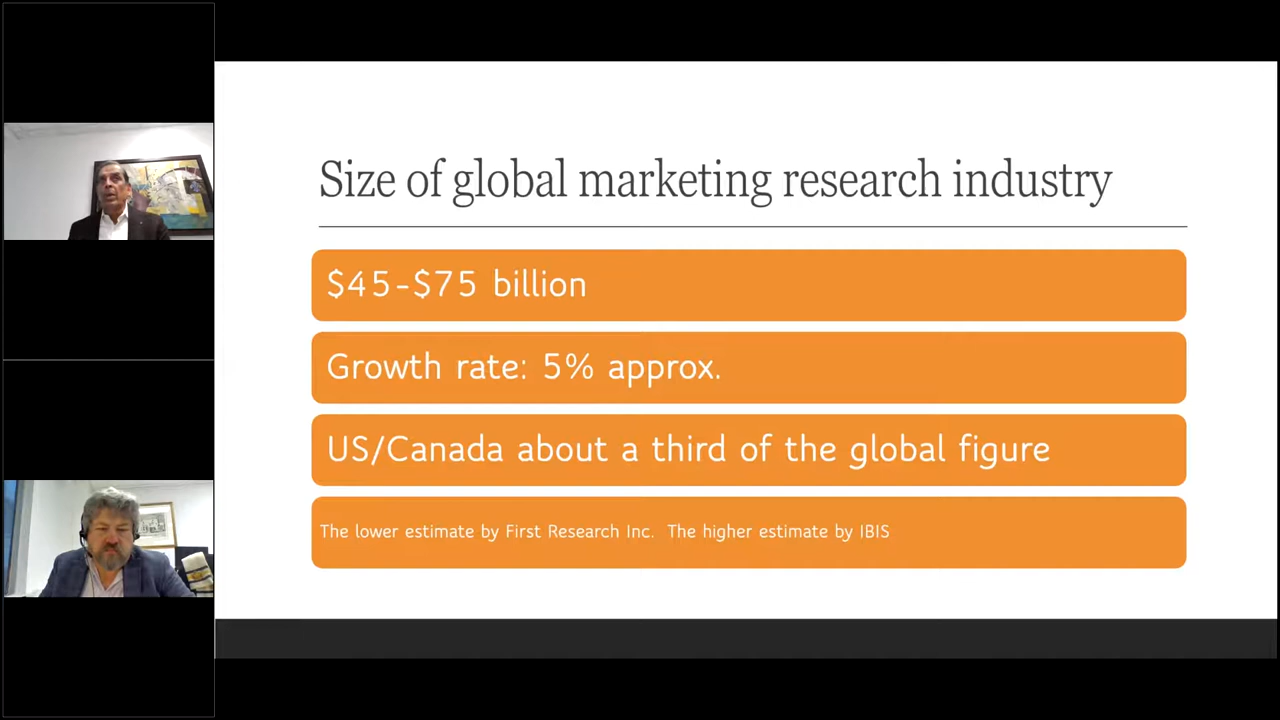 Size of global marketing research industry
$45-$75 billion
Growth rate: 5% approx.
US/Canada about a third of the global figure
The lower estimate by First Research Inc.  The higher estimate by IBIS